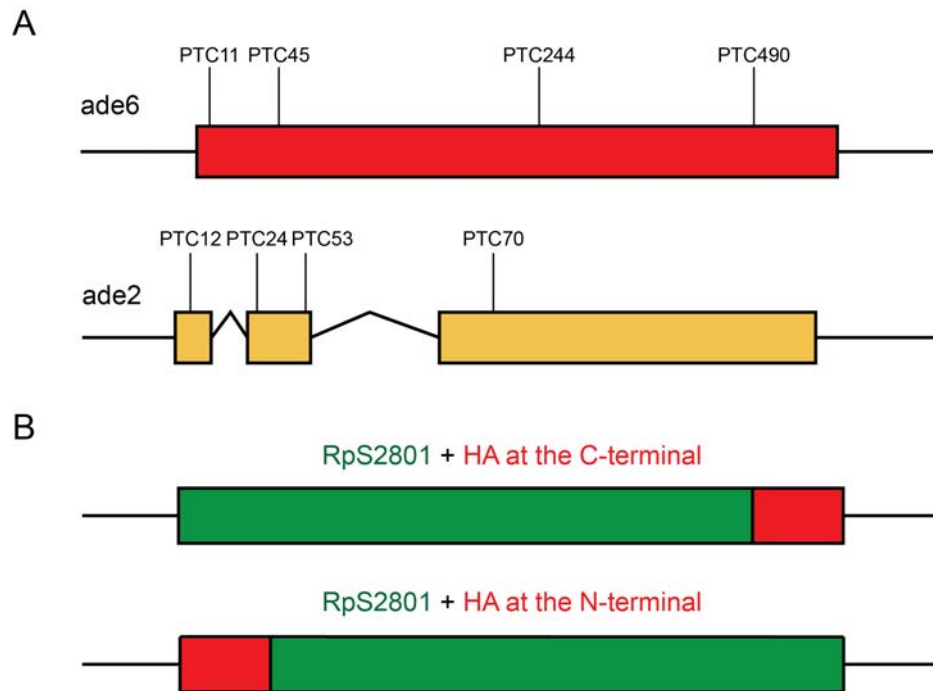 A
PTC11 PTC45 PTC244 PTC490
ade6
PTC12 PTC24 PTC53 PTC70
ade2
B
RpS2801 + HA at the C-terminal
RpS2801 + HA at the N-terminal